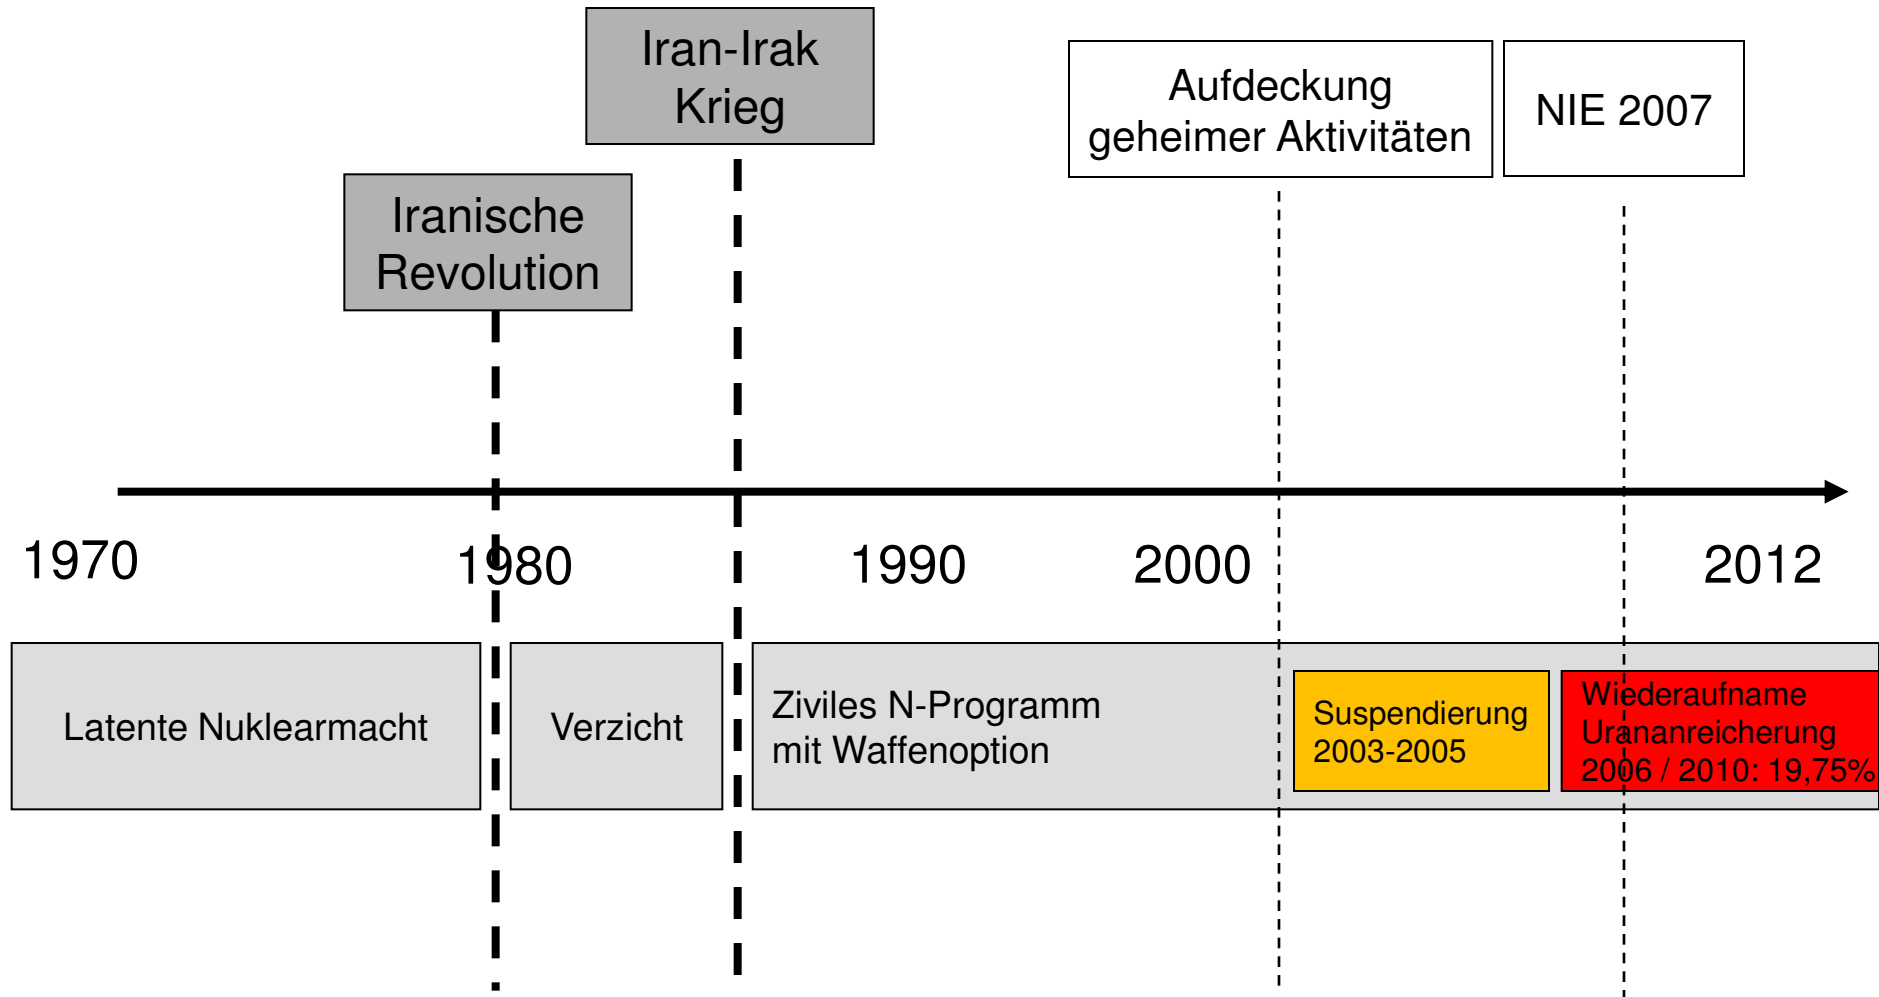 Iran-Irak
Krieg
Aufdeckung
geheimer Aktivitäten
NIE 2007
Iranische
Revolution
1970
1980
1990
2000
2012
Latente Nuklearmacht
Verzicht
Ziviles N-Programm
mit Waffenoption
Suspendierung
2003-2005
Wiederaufname
Urananreicherung
2006 / 2010: 19,75%